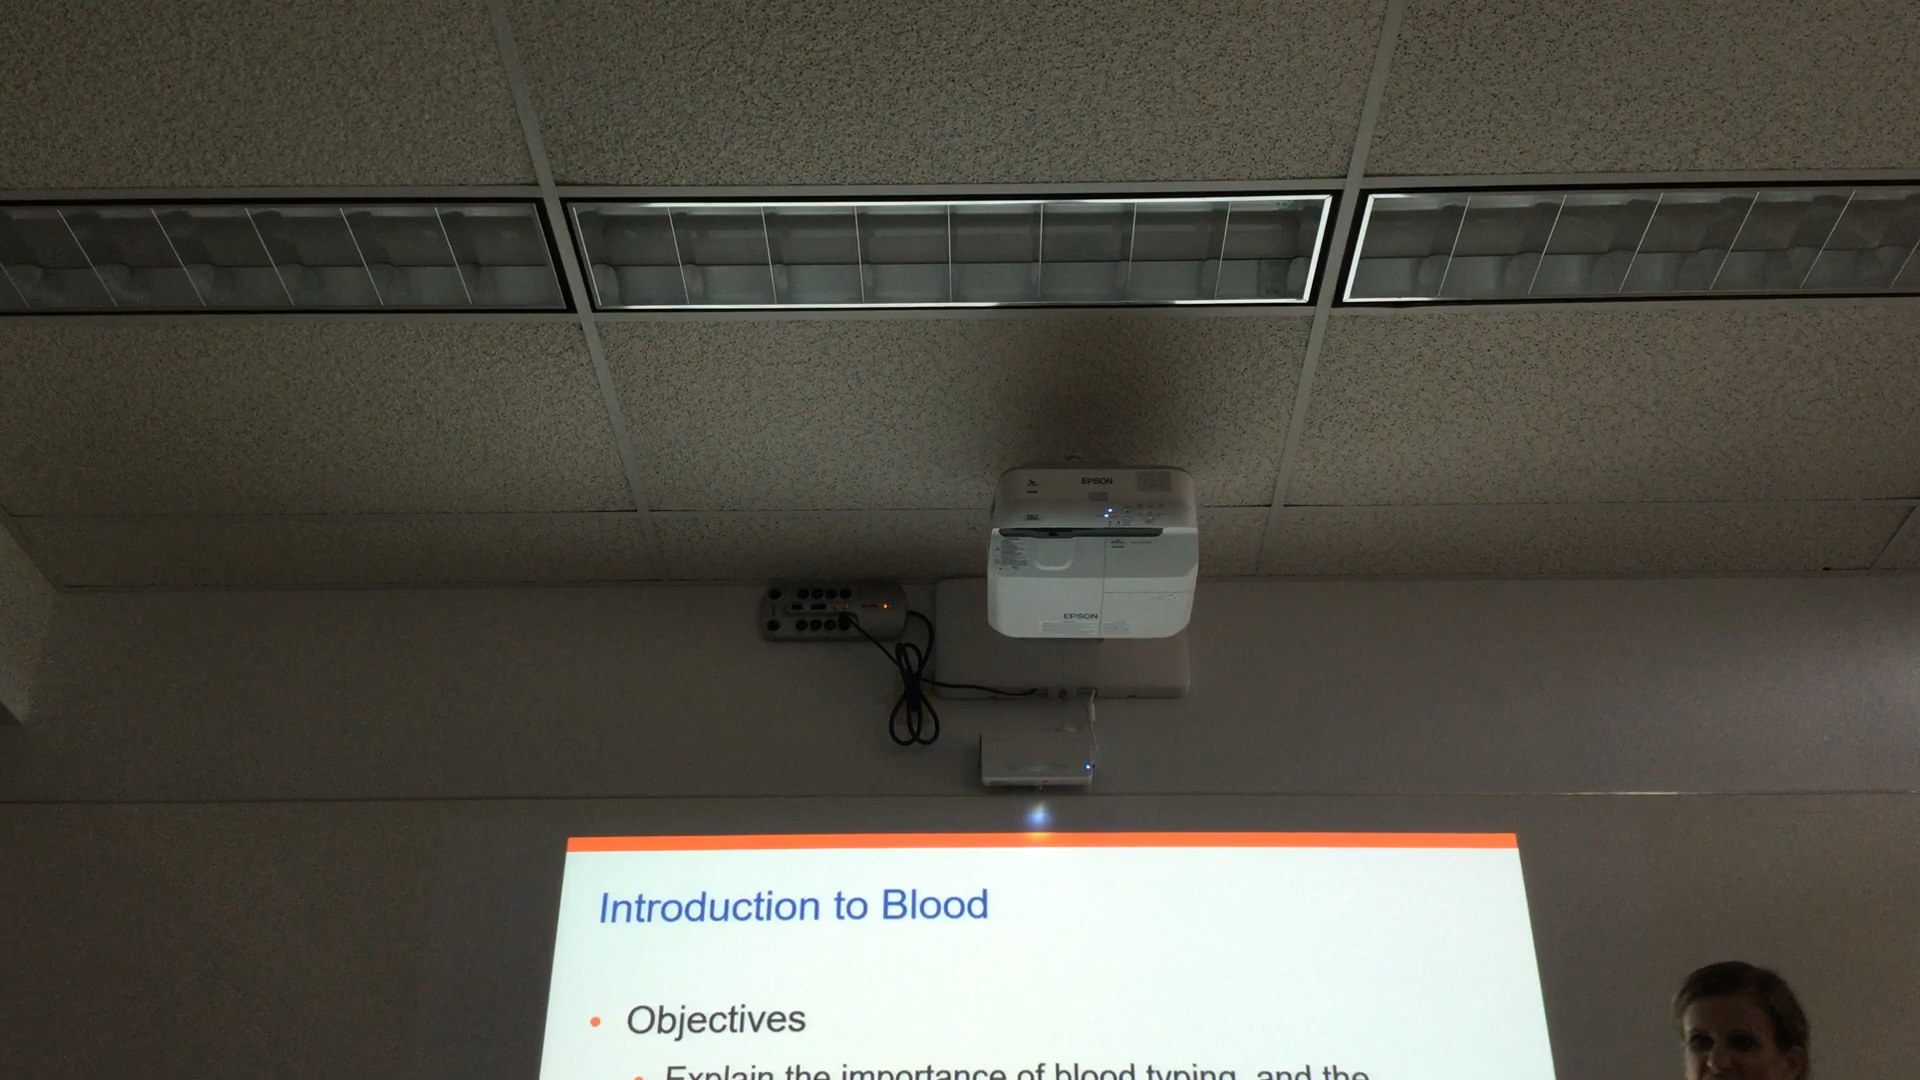 EPSON
EPSON
Introduction to Blood
• Objectives
• Explain the importance of blood typing, and the